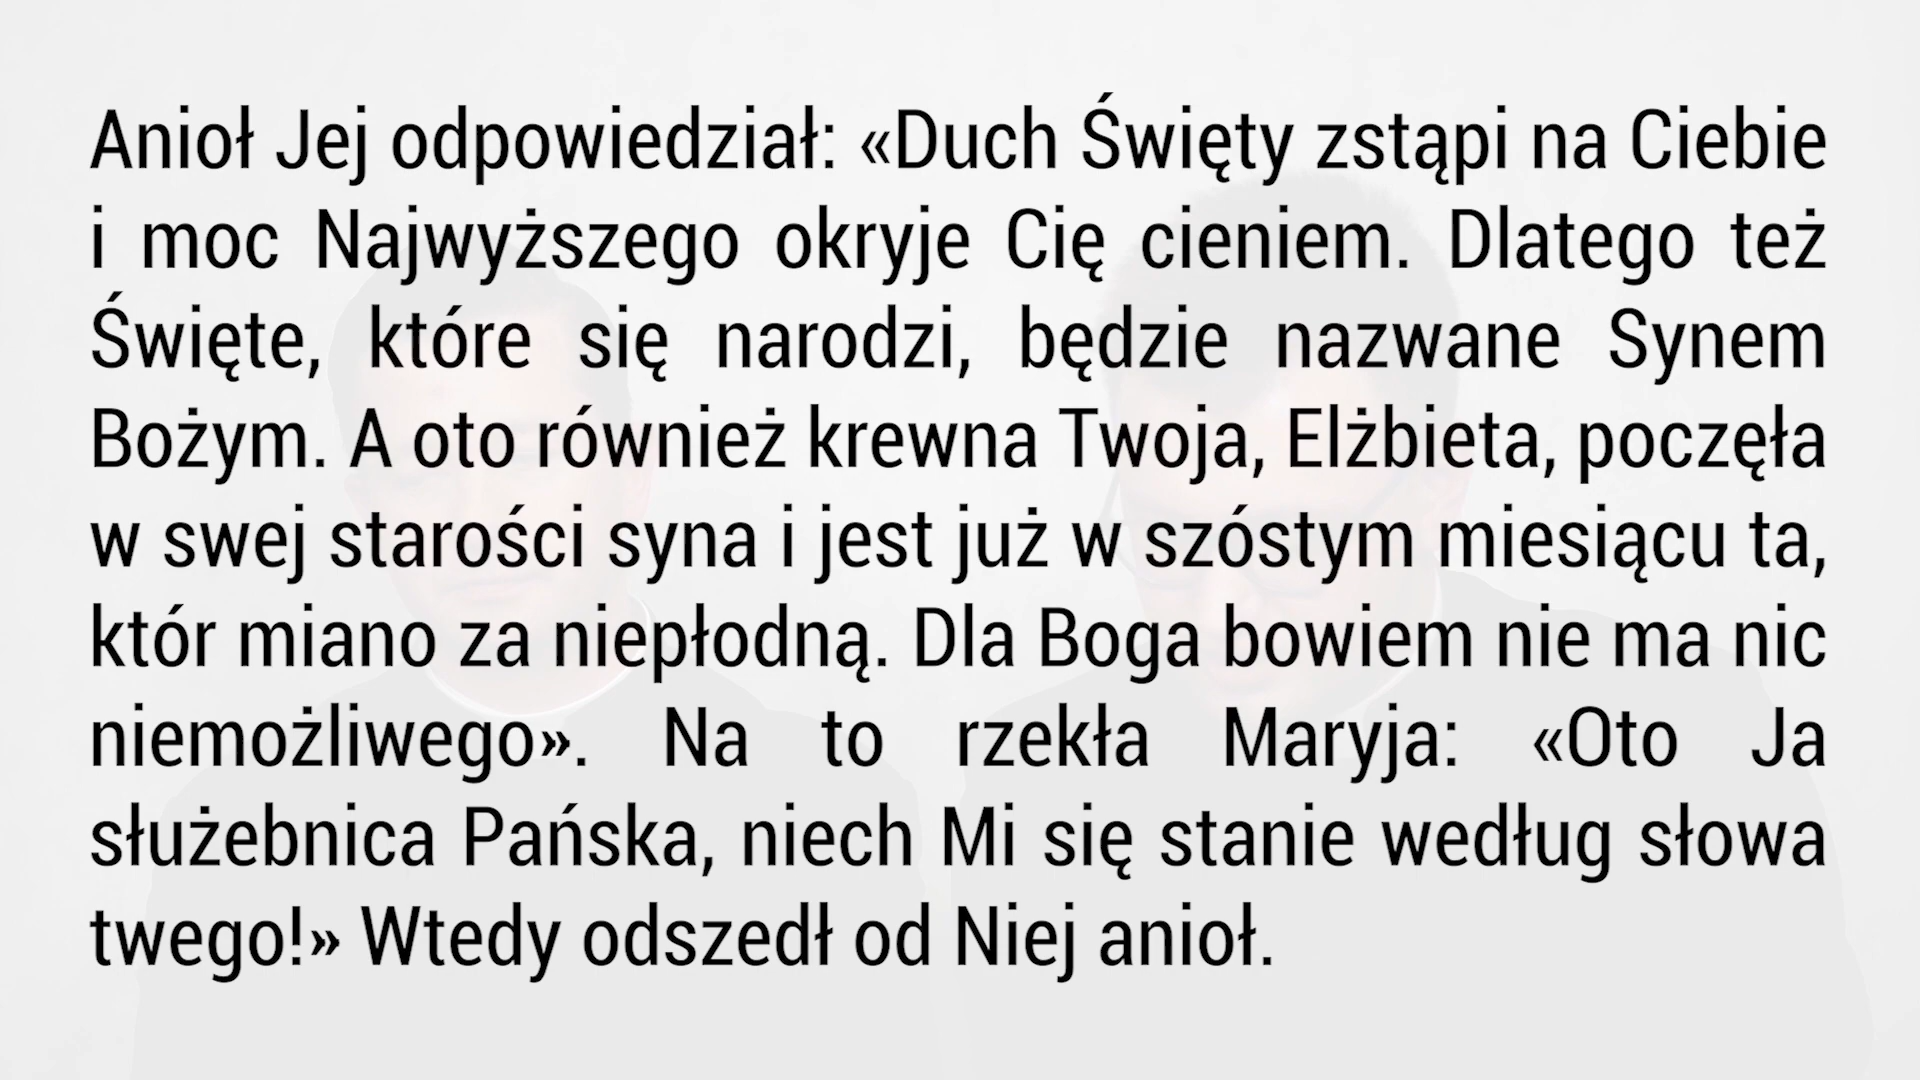 Anioł Jej odpowiedział: «Duch Święty zstąpi na Ciebie
i moc Najwyższego okryje Cię cieniem. Dlatego też
Święte, które się narodzi, będzie nazwane Synem
Bożym. A oto również krewna Twoja, Elżbieta, poczęła
w swej starości syna i jest już w szóstym miesiącu ta,
któr miano za niepłodną. Dla Boga bowiem nie ma nic
niemożliwego». Na to rzekła Maryja: «Oto Ja
służebnica Pańska, niech Mi się stanie według słowa
twego!» Wtedy odszedł od Niej anioł.